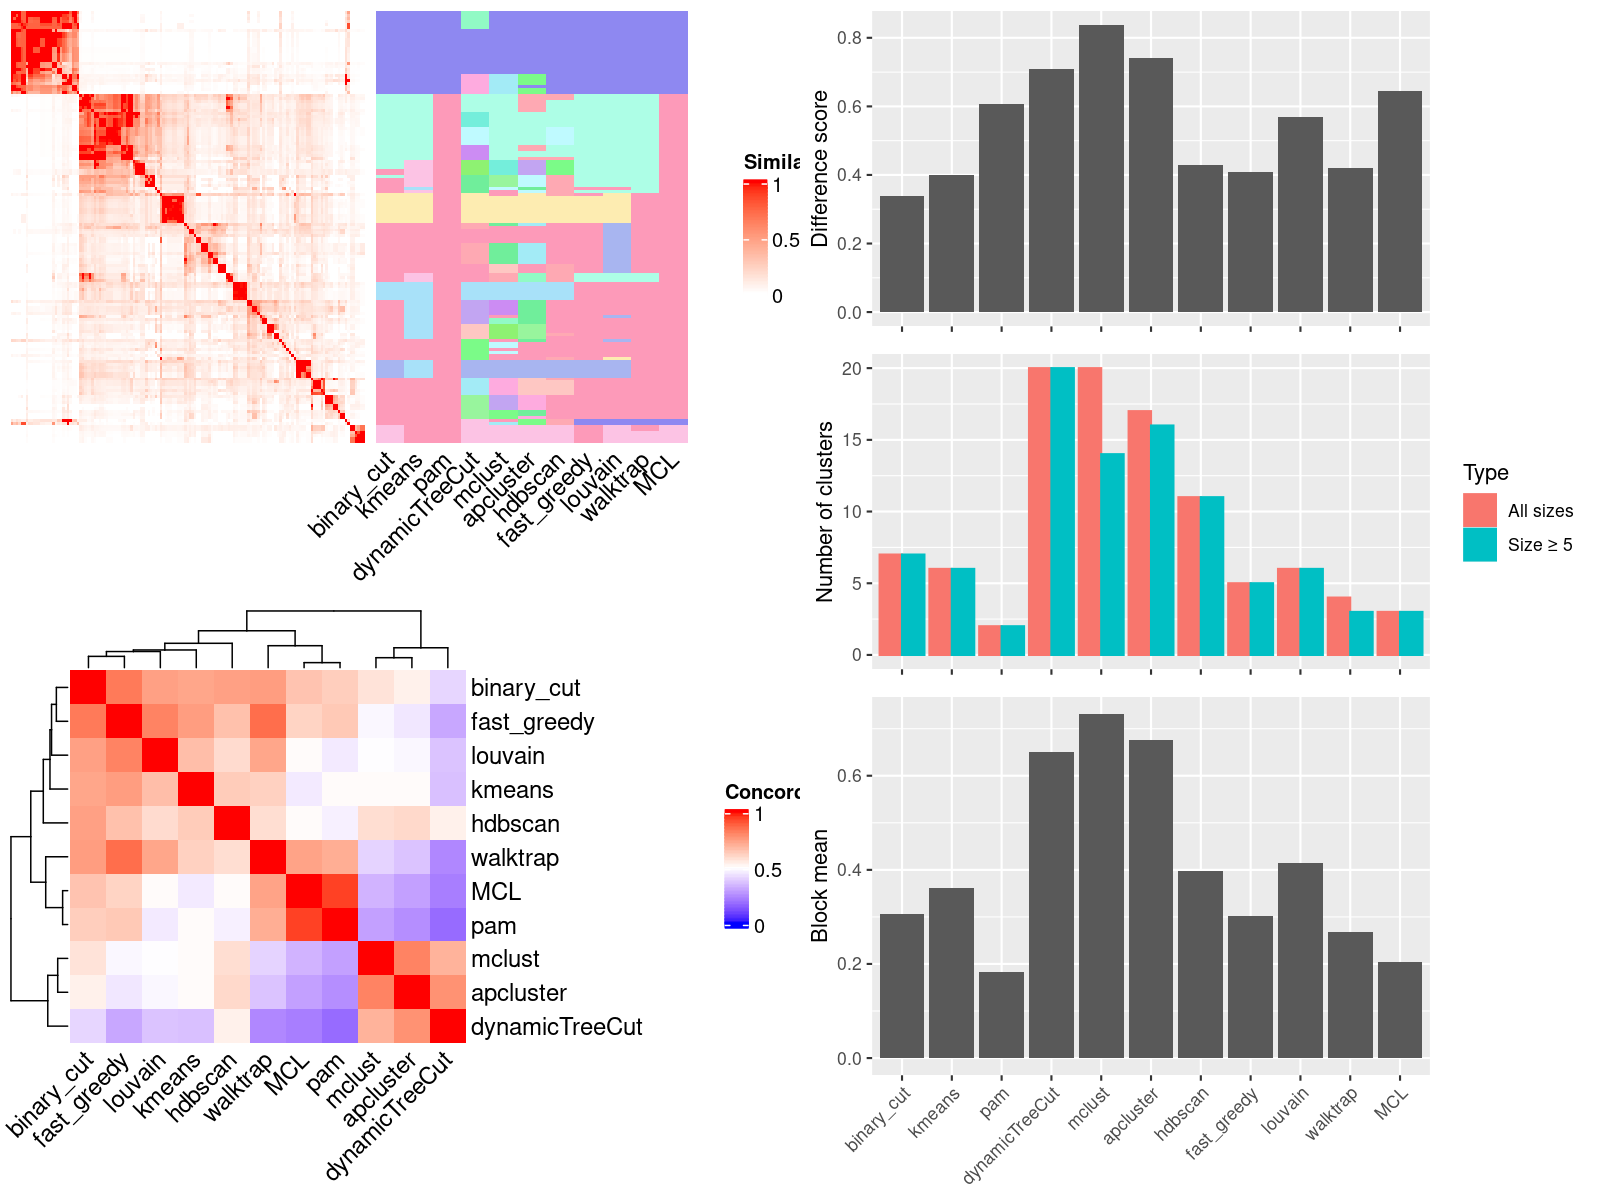 Simila
1
0.5
0
binary_cut
kmeans
pam
dynamicTreeCut
mclust
apcluster
hdbscan
fast_greedy
louvain
walktrap
MCL
binary_cut
fast_greedy
louvain
kmeans
hdbscan
walktrap
MCL
pam
mclust
apcluster
dynamicTreeCut
binary_cut
fast_greedy
louvain
kmeans
hdbscan
walktrap
MCL
pam
mclust
apcluster
dynamicTreeCut
Concord
1
0.5
0
Difference score
0.8
0.6
0.4
0.2
0.0
Number of clusters
20
15
10
5
0
Type
All sizes
Size ≥ 5
Block mean
0.6
0.4
0.2
0.0
binary_cut
kmeans
pam
dynamicTreeCut
mclust
apcluster
hdbscan
fast_greedy
louvain
walktrap
MCL